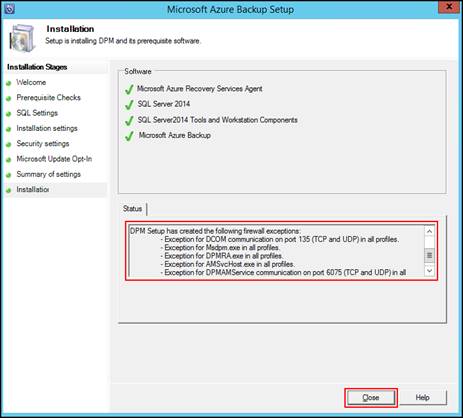 Microsoft Azure Backup Setup
x
Installation
Setup is installing DPM and its prerequisite software.
Installation Stages
Welcome
Prerequisite Checks
SQL Settings
Installation settings
Security settings
Microsoft Update Opt-In
Summary of settings
Installation
Software
Microsoft Azure Recovery Services Agent
SQL Server 2014
SQL Server2014 Tools and Workstation Components
Microsoft Azure Backup
Status
DPM Setup has created the following firewall exceptions:
- Exception for DCOM communication on port 135 (TCP and UDP) in all profiles.
- Exception for Msdpm.exe in all profiles.
- Exception for DPMRA.exe in all profiles.
- Exception for AMSvcHost.exe in all profiles.
- Exception for DPMAMService communication on port 6075 (TCP and UDP) in all
Close
Help